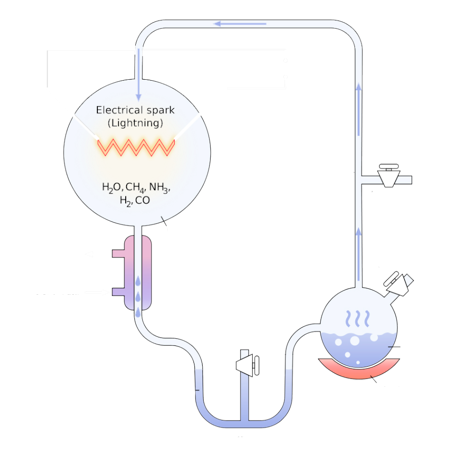 Electrical spark
(Lightning)
H₂O, CH₄, NH₃,
H₂, CO